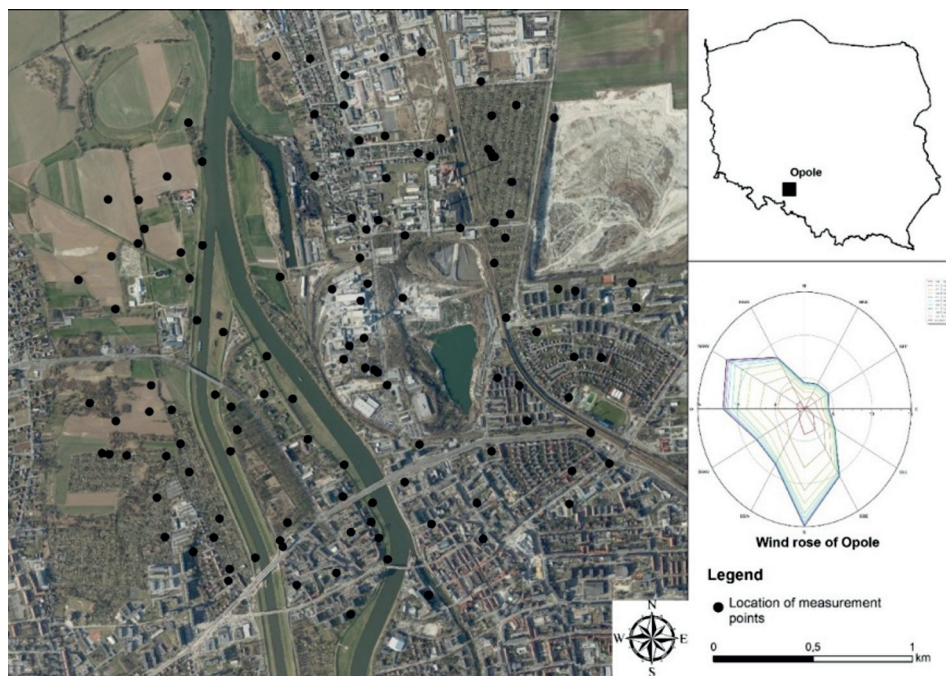 Opole
N
W E
S
Wind rose of Opole
Legend
Location of measurement
points
0 0,5 1
km